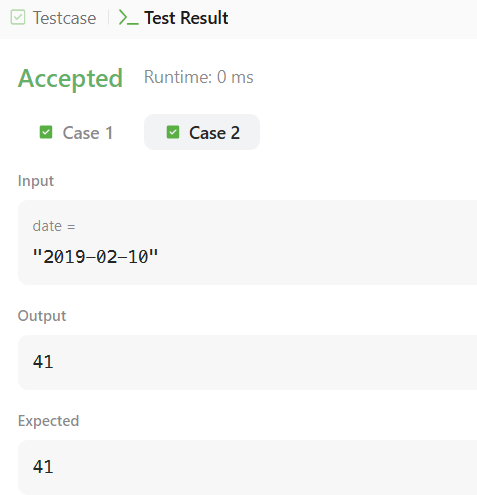 Testcase
Test Result
Accepted Runtime: 0 ms
Case 1 Case 2
Input
date =
"2019-02-10"
Output
41
Expected
41